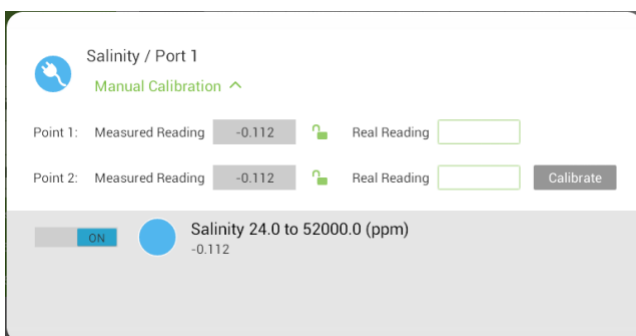 Salinity / Port 1
Manual Calibration
Point 1: Measured Reading -0.112 Real Reading
Point 2: Measured Reading -0.112 Real Reading Calibrate
ON Salinity 24.0 to 52000.0 (ppm)
-0.112